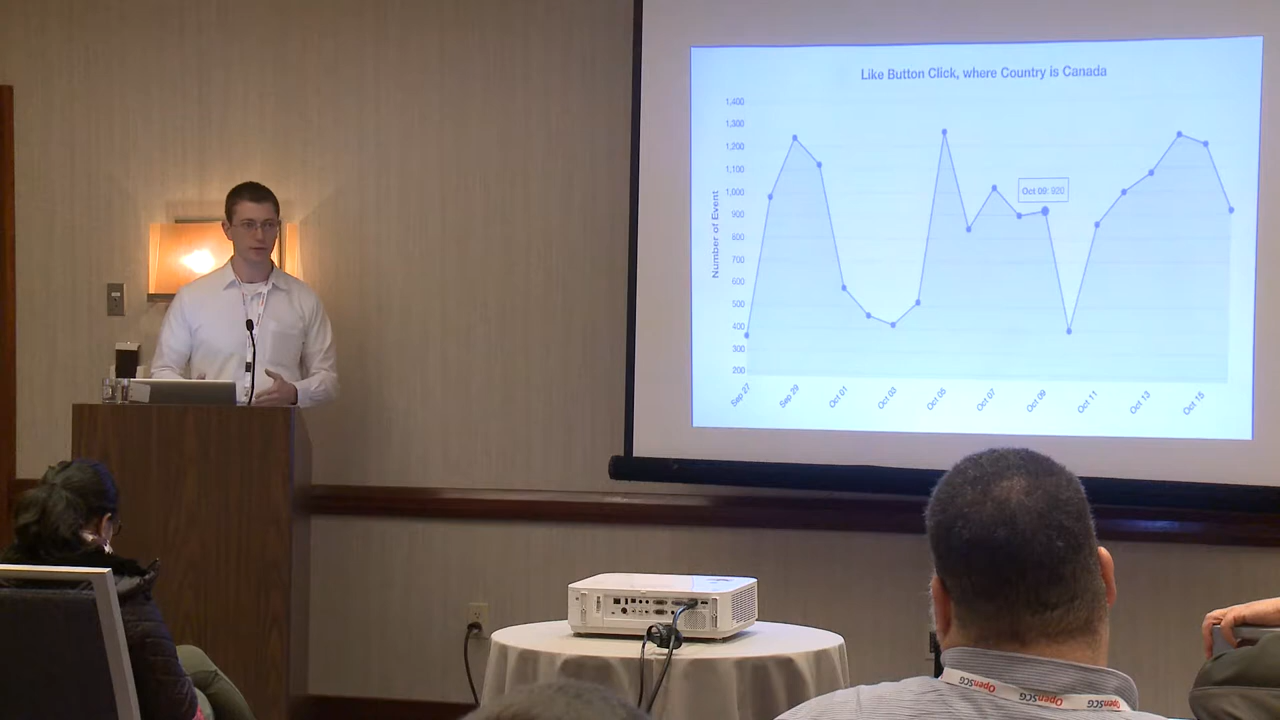 Like Button Click, where Country is Canada
Number of Event
1,400
1,300
1,200
1,100
1,000
900
800
700
600
500
400
300
200
Oct 09: 920
Sep 27
Sep 29
Oct 01
Oct 03
Oct 05
Oct 07
Oct 09
Oct 11
Oct 13
Oct 15
OpenSCG
OpenSCG
OpenSCG